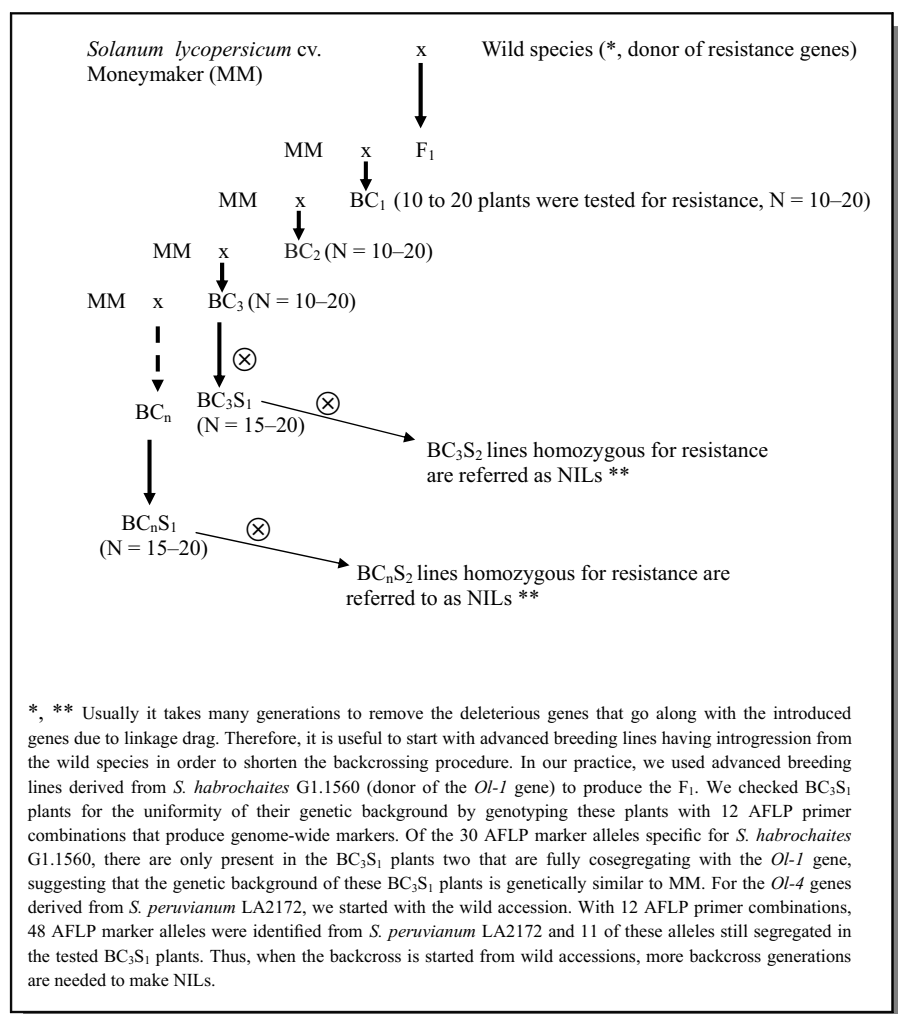 Solanum lycopersicum cv. x Wild species (*, donor of resistance genes)
Moneymaker (MM)
MM x F1
MM x BC1 (10 to 20 plants were tested for resistance, N = 10–20)
MM x BC2 (N = 10–20)
MM x BC3 (N = 10–20)
BCn BC3S1
(N = 15–20)
BC3S2 lines homozygous for resistance
are referred as NILs **
BCnS1
(N = 15–20)
BCnS2 lines homozygous for resistance are
referred to as NILs **
*, ** Usually it takes many generations to remove the deleterious genes that go along with the introduced
genes due to linkage drag. Therefore, it is useful to start with advanced breeding lines having introgression from
the wild species in order to shorten the backcrossing procedure. In our practice, we used advanced breeding
lines derived from S. habrochaites G1.1560 (donor of the Ol-1 gene) to produce the F1. We checked BC3S1
plants for the uniformity of their genetic background by genotyping these plants with 12 AFLP primer
combinations that produce genome-wide markers. Of the 30 AFLP marker alleles specific for S. habrochaites
G1.1560, there are only present in the BC3S1 plants two that are fully cosegregating with the Ol-1 gene,
suggesting that the genetic background of these BC3S1 plants is genetically similar to MM. For the Ol-4 genes
derived from S. peruvianum LA2172, we started with the wild accession. With 12 AFLP primer combinations,
48 AFLP marker alleles were identified from S. peruvianum LA2172 and 11 of these alleles still segregated in
the tested BC3S1 plants. Thus, when the backcross is started from wild accessions, more backcross generations
are needed to make NILs.